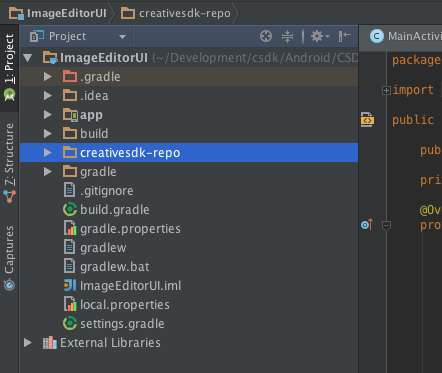 ImageEditorUI creativesdk-repo
1: Project
7: Structure
Captures
Project
ImageEditorUI (~/Development/csdk/Android/CSD
.gradle
.idea
app
build
creativesdk-repo
gradle
.gitignore
build.gradle
gradle.properties
gradlew
gradlew.bat
ImageEditorUI.iml
local.properties
settings.gradle
External Libraries
C MainActivi
package
import
public
pub
pri
@Ov
pro